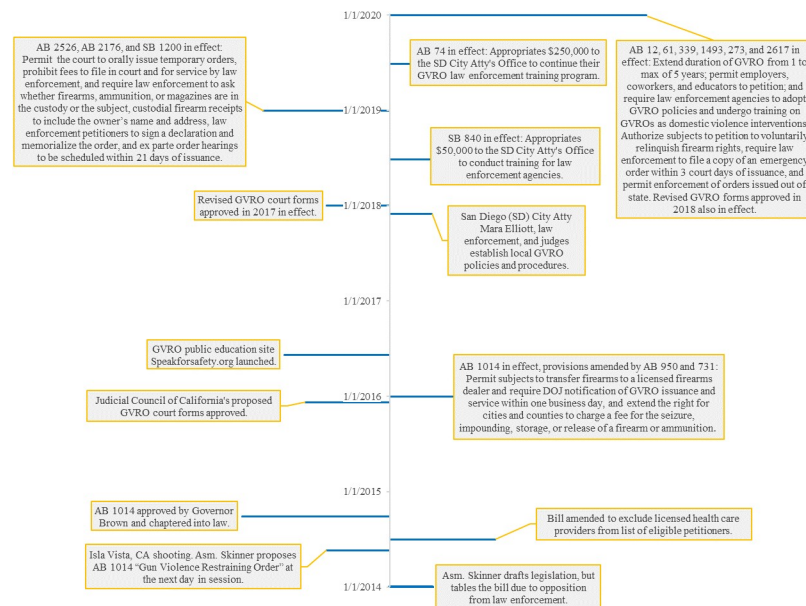 1/1/2020
AB 2526, AB 2176, and SB 1200 in effect:
Permit the court to orally issue temporary orders,
prohibit fees to file in court and for service by law
enforcement, and require law enforcement to ask
whether firearms, ammunition, or magazines are in
the custody or the subject, custodial firearm receipts
to include the owner's name and address, law
enforcement petitioners to sign a declaration and
memorialize the order, and ex parte order hearings
to be scheduled within 21 days of issuance.
AB 74 in effect: Appropriates $250,000 to
the SD City Atty's Office to continue their
GVRO law enforcement training program.
AB 12, 61, 339, 1493, 273, and 2617 in
effect: Extend duration of GVRO from 1 to
max of 5 years; permit employers,
coworkers, and educators to petition; and
require law enforcement agencies to adopt
GVRO policies and undergo training on
GVROs as domestic violence interventions.
Authorize subjects to petition to voluntarily
relinquish firearm rights, require law
enforcement to file a copy of an emergency
order within 3 court days of issuance, and
permit enforcement of orders issued out of
state. Revised GVRO forms approved in
2018 also in effect.
1/1/2019
SB 840 in effect: Appropriates
$50,000 to the SD City Atty's Office
to conduct training for law
enforcement agencies.
Revised GVRO court forms
approved in 2017 in effect.
1/1/2018
San Diego (SD) City Atty
Mara Elliott, law
enforcement, and judges
establish local GVRO
policies and procedures.
1/1/2017
GVRO public education site
Speakforsafety.org launched.
AB 1014 in effect, provisions amended by AB 950 and 731:
Permit subjects to transfer firearms to a licensed firearms
dealer and require DOJ notification of GVRO issuance and
service within one business day, and extend the right for
cities and counties to charge a fee for the seizure,
impounding, storage, or release of a firearm or ammunition.
Judicial Council of California's proposed
GVRO court forms approved.
1/1/2016
1/1/2015
AB 1014 approved by Governor
Brown and chaptered into law.
Bill amended to exclude licensed health care
providers from list of eligible petitioners.
Isla Vista, CA shooting. Asm. Skinner proposes
AB 1014 “Gun Violence Restraining Order” at
the next day in session.
1/1/2014
Asm. Skinner drafts legislation, but
tables the bill due to opposition
from law enforcement.